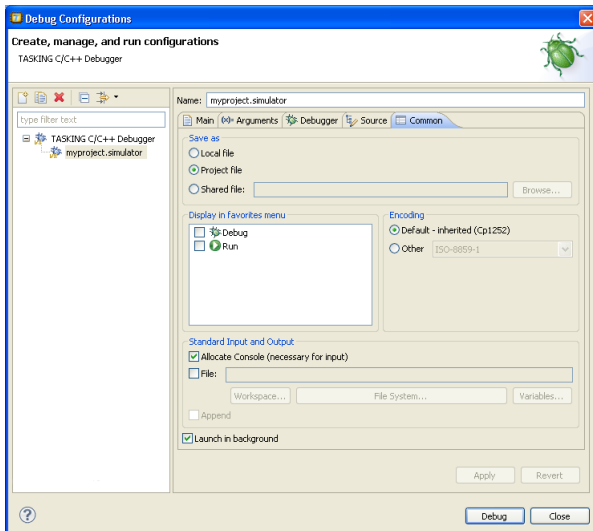 Debug Configurations
Create, manage, and run configurations
TASKING C/C++ Debugger
type filter text
TASKING C/C++ Debugger
myproject.simulator
Name: myproject.simulator
Main (x)= Arguments Debugger Source Common
Save as
Local file
Project file
Shared file: Browse...
Display in favorites menu
Debug
Run
Encoding
Default - inherited (Cp1252)
Other ISO-8859-1
Standard Input and Output
Allocate Console (necessary for input)
File:
Workspace... File System... Variables...
Append
Launch in background
Apply Revert
? Debug Close